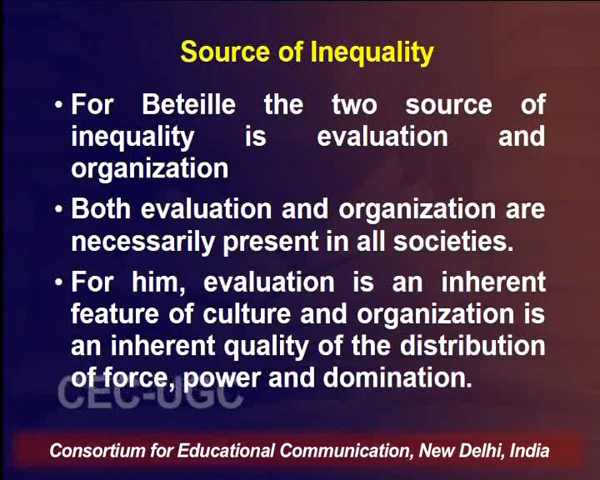 Source of Inequality
• For Beteille the two source of
inequality is evaluation and
organization
• Both evaluation and organization are
necessarily present in all societies.
• For him, evaluation is an inherent
feature of culture and organization is
an inherent quality of the distribution
of force, power and domination.
CEC-UGC
Consortium for Educational Communication, New Delhi, India